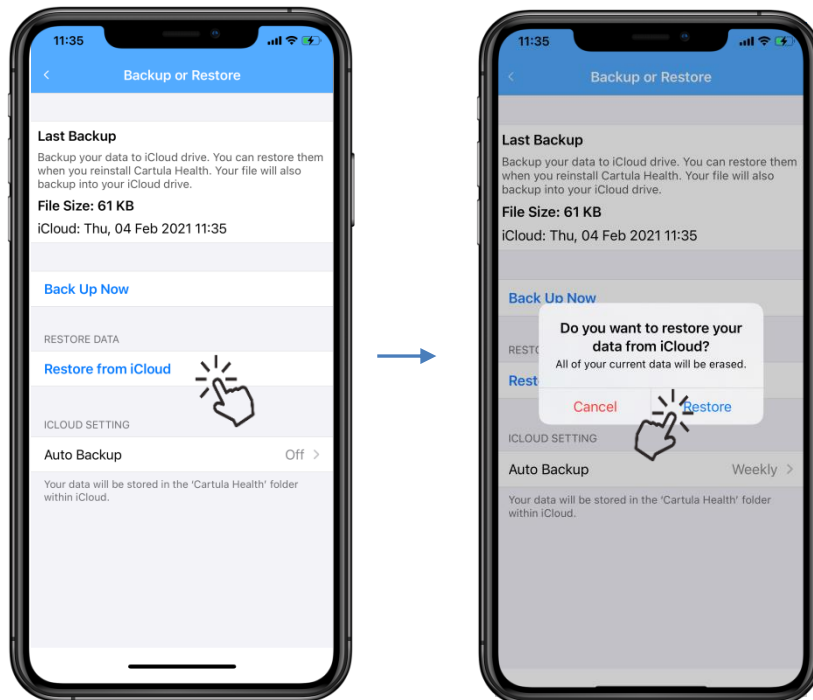 11:35
Backup or Restore
Last Backup
Backup your data to iCloud drive. You can restore them
when you reinstall Cartula Health. Your file will also
backup into your iCloud drive.
File Size: 61 KB
iCloud: Thu, 04 Feb 2021 11:35
Back Up Now
RESTORE DATA
Restore from iCloud
ICLOUD SETTING
Auto Backup Off
Your data will be stored in the ‘Cartula Health’ folder
within iCloud.
11:35
Backup or Restore
Last Backup
Backup your data to iCloud drive. You can restore them
when you reinstall Cartula Health. Your file will also
backup into your iCloud drive.
File Size: 61 KB
iCloud: Thu, 04 Feb 2021 11:35
Back Up Now
Do you want to restore your
data from iCloud?
All of your current data will be erased.
Cancel Restore
RESTO
Rest
ICLOUD SETTING
Auto Backup Weekly
Your data will be stored in the ‘Cartula Health’ folder
within iCloud.